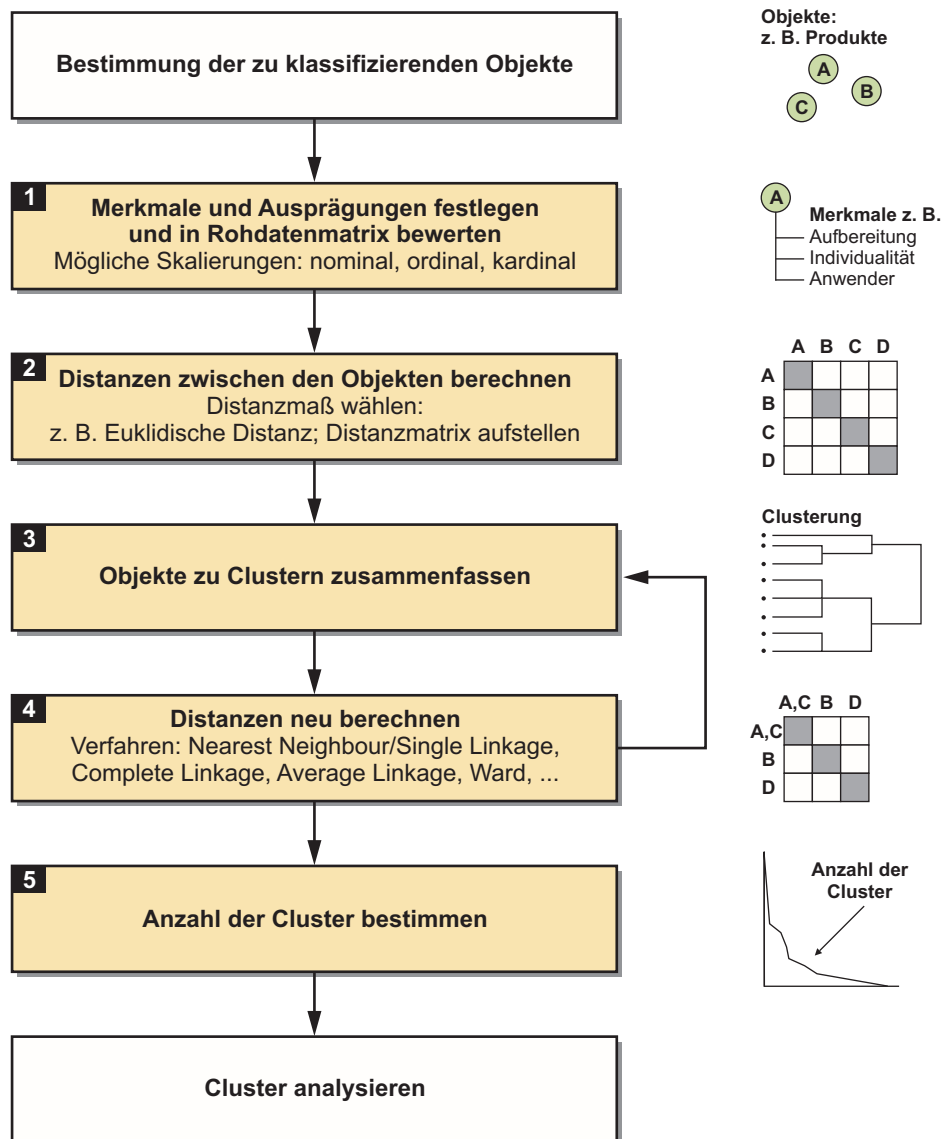 Bestimmung der zu klassifizierenden Objekte
Objekte:
z. B. Produkte
A
B
C
1
Merkmale und Ausprägungen festlegen
und in Rohdatenmatrix bewerten
Mögliche Skalierungen: nominal, ordinal, kardinal
A
Merkmale z. B.
Aufbereitung
Individualität
Anwender
2
Distanzen zwischen den Objekten berechnen
Distanzmaß wählen:
z. B. Euklidische Distanz; Distanzmatrix aufstellen
A B C D
A
B
C
D
3
Objekte zu Clustern zusammenfassen
Clusterung
4
Distanzen neu berechnen
Verfahren: Nearest Neighbour/Single Linkage,
Complete Linkage, Average Linkage, Ward, ...
A,C B D
A,C
B
D
5
Anzahl der Cluster bestimmen
Anzahl der
Cluster
Cluster analysieren